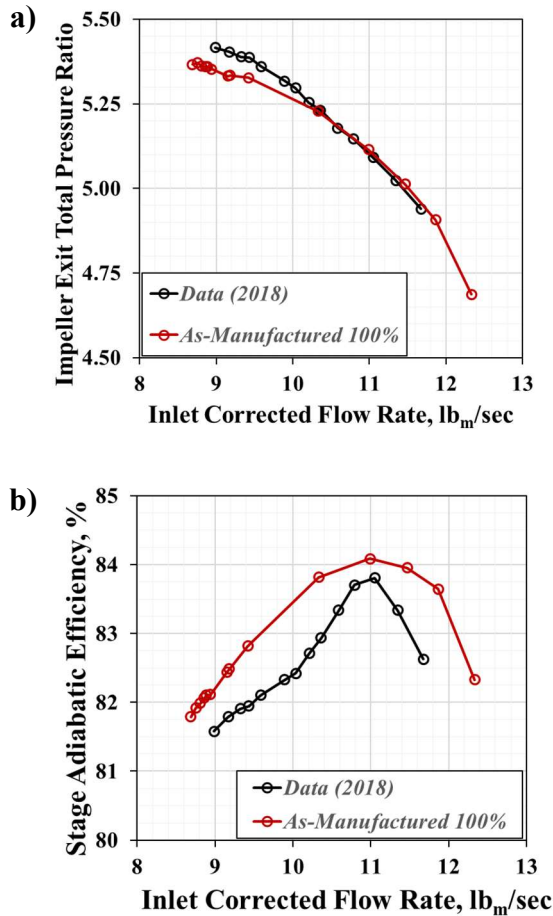 a)
Impeller Exit Total Pressure Ratio
5.50
5.25
5.00
4.75
4.50
Data (2018)
As-Manufactured 100%
8 9 10 11 12 13
Inlet Corrected Flow Rate, lbm/sec
b)
Stage Adiabatic Efficiency, %
85
84
83
82
81
80
Data (2018)
As-Manufactured 100%
8 9 10 11 12 13
Inlet Corrected Flow Rate, lbm/sec